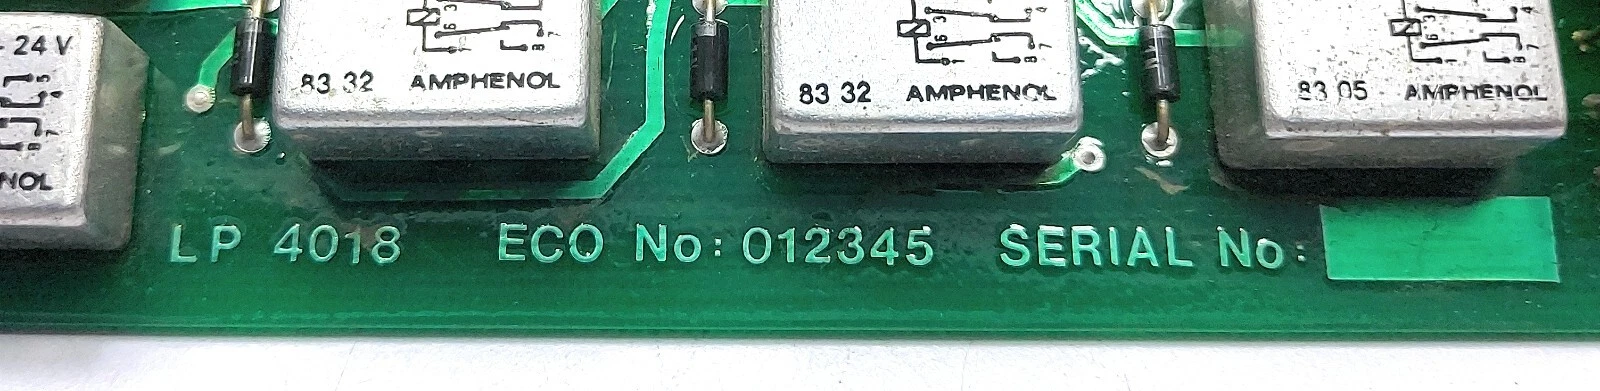 - 24 V
NOL
83 32 AMPHENOL
83 32 AMPHENOL
83 05 AMPHENOL
LP 4018 ECO No: 012345 SERIAL No: